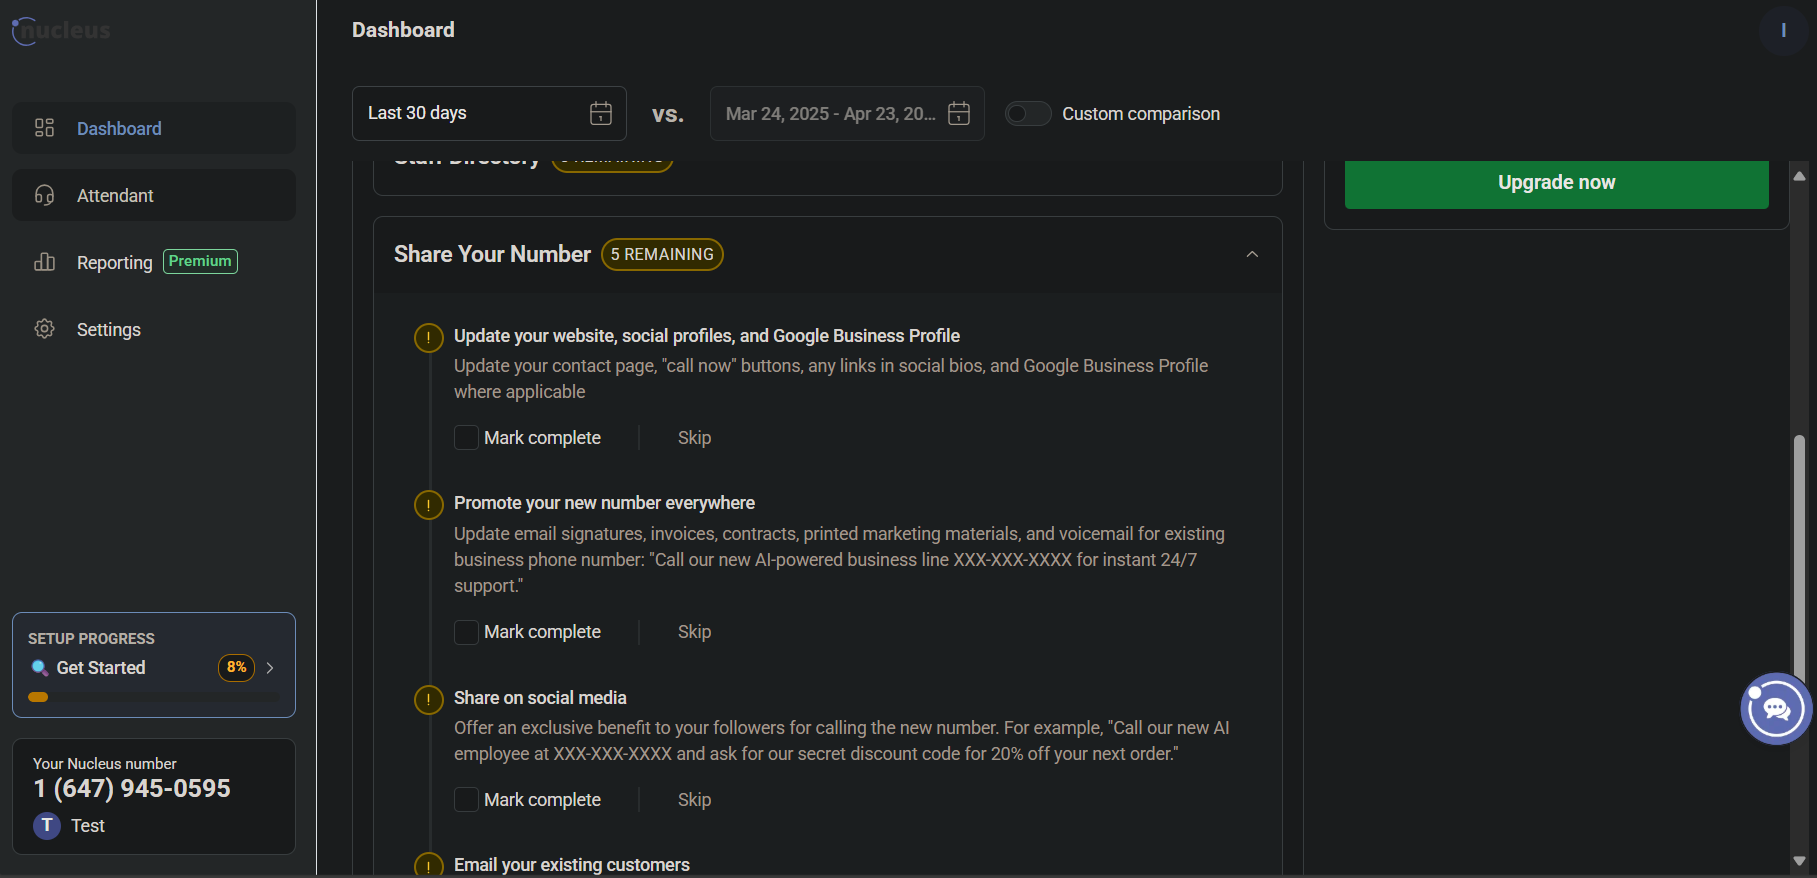 nucleus
Dashboard
I
Dashboard
Attendant
Reporting Premium
Settings
SETUP PROGRESS
Get Started 8%
Your Nucleus number
1 (647) 945-0595
T Test
Last 30 days
vs.
Mar 24, 2025 - Apr 23, 20...
Custom comparison
Staff Directory
REMAINING
Upgrade now
Share Your Number 5 REMAINING
Update your website, social profiles, and Google Business Profile
Update your contact page, "call now" buttons, any links in social bios, and Google Business Profile
where applicable
Mark complete Skip
Promote your new number everywhere
Update email signatures, invoices, contracts, printed marketing materials, and voicemail for existing
business phone number: "Call our new AI-powered business line XXX-XXX-XXXX for instant 24/7
support."
Mark complete Skip
Share on social media
Offer an exclusive benefit to your followers for calling the new number. For example, "Call our new AI
employee at XXX-XXX-XXXX and ask for our secret discount code for 20% off your next order."
Mark complete Skip
Email your existing customers